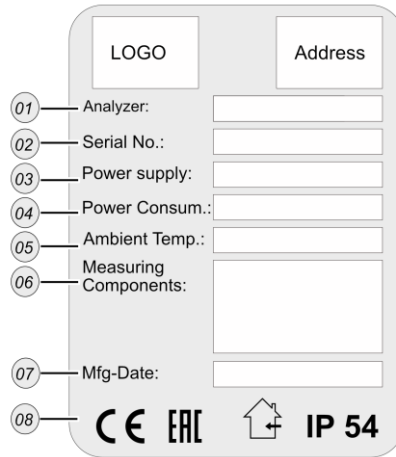 LOGO
Address
01 Analyzer:
02 Serial No.:
03 Power supply:
04 Power Consum.:
05 Ambient Temp.:
06 Measuring
Components:
07 Mfg-Date:
08 CE EAC IP 54